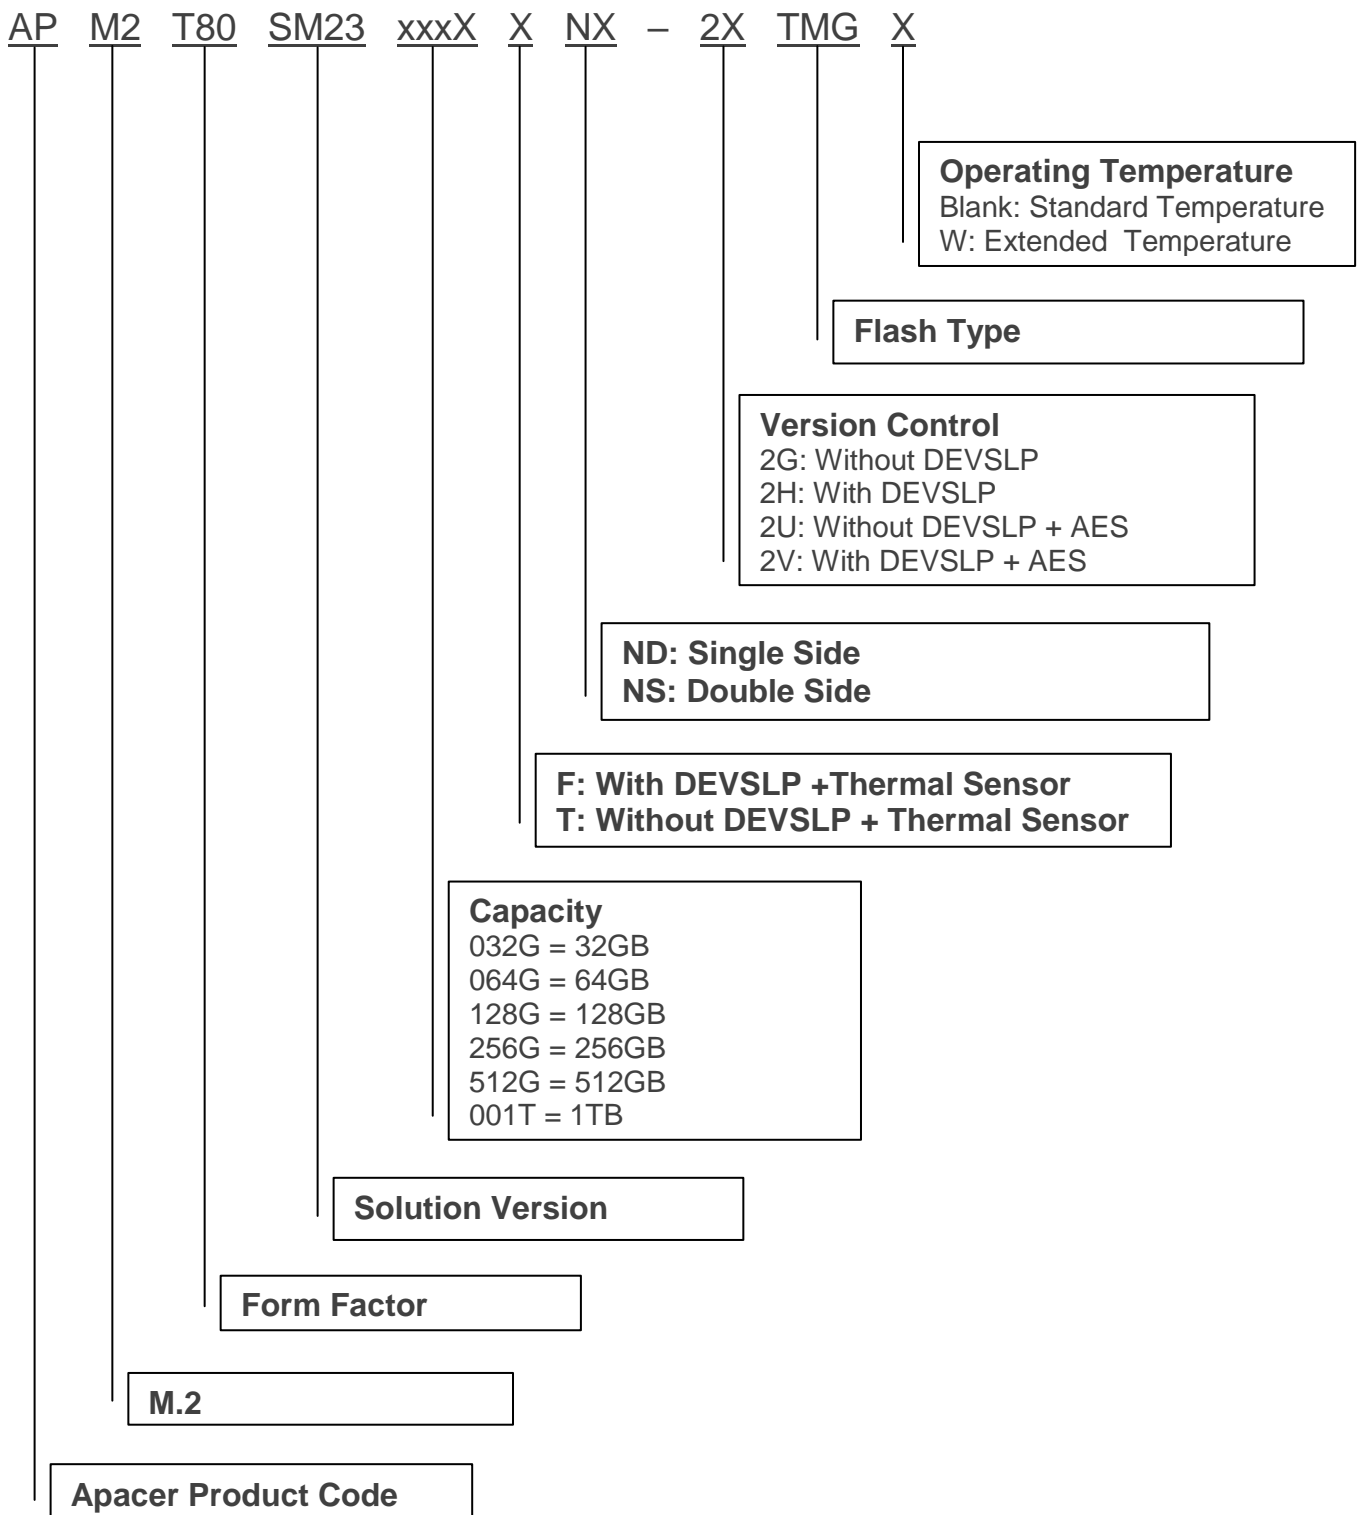 AP M2 T80 SM23 xxxX X NX – 2X TMG X
Operating Temperature
Blank: Standard Temperature
W: Extended Temperature
Flash Type
Version Control
2G: Without DEVSLP
2H: With DEVSLP
2U: Without DEVSLP + AES
2V: With DEVSLP + AES
ND: Single Side
NS: Double Side
F: With DEVSLP +Thermal Sensor
T: Without DEVSLP + Thermal Sensor
Capacity
032G = 32GB
064G = 64GB
128G = 128GB
256G = 256GB
512G = 512GB
001T = 1TB
Solution Version
Form Factor
M.2
Apacer Product Code